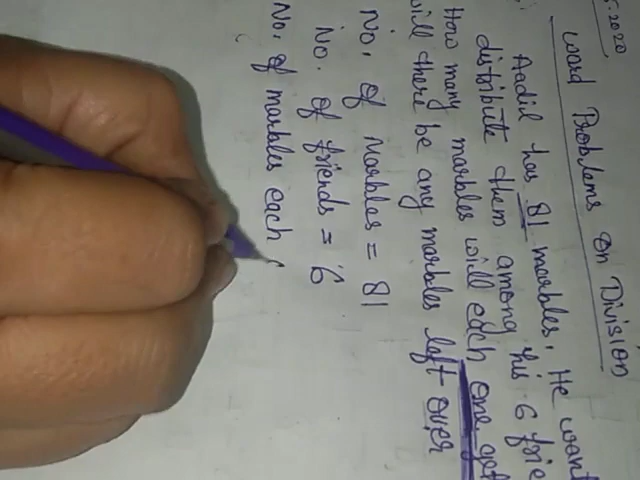 5.2020
Word Problems on Division
Aadil has 81 marbles. He want
distribute them among his 6 frie
How many marbles will each one get
will there be any marbles left over
No. of Marbles = 81
No. of friends = 6
No. of marbles each